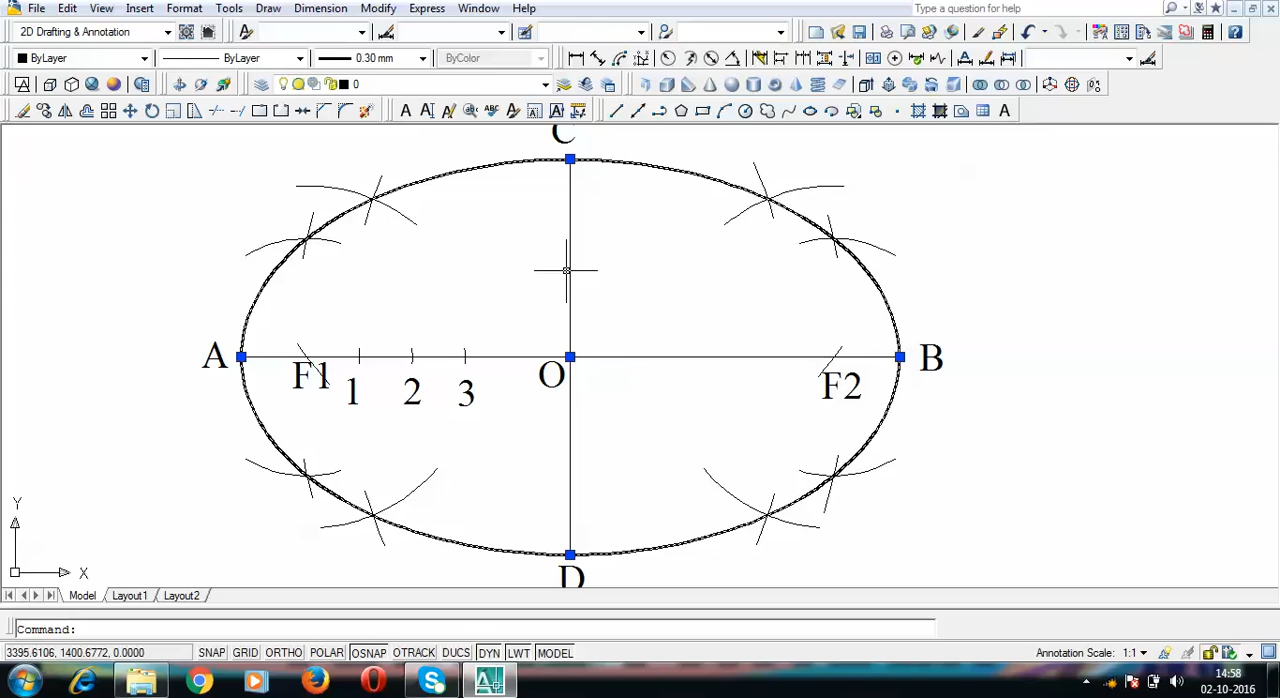 File Edit View Insert Format Tools Draw Dimension Modify Express Window Help Type a question for help
2D Drafting & Annotation
ByLayer ByLayer 0.30 mm ByColor
0
C
A F1 1 2 3 O F2 B
D
Y
X
Model Layout1 Layout2
Command:
3395.6106, 1400.6772, 0.0000 SNAP GRID ORTHO POLAR OSNAP OTRACK DUCS DYN LWT MODEL Annotation Scale: 1:1
14:58
02-10-2016